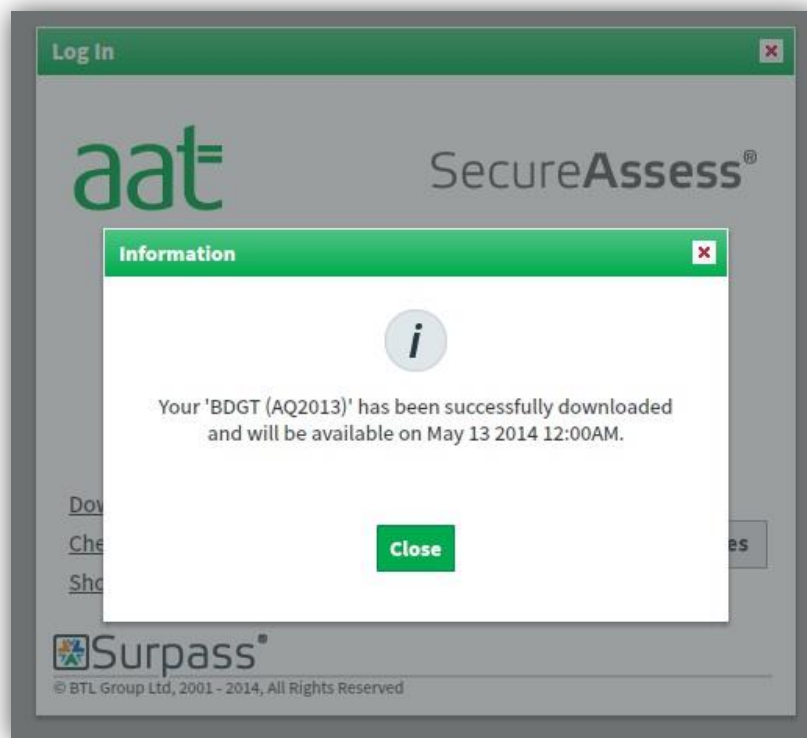 Log In
aat
SecureAssess®
Information
i
Your 'BDGT (AQ2013)' has been successfully downloaded
and will be available on May 13 2014 12:00AM.
Close
Surpass®
© BTL Group Ltd, 2001 - 2014, All Rights Reserved